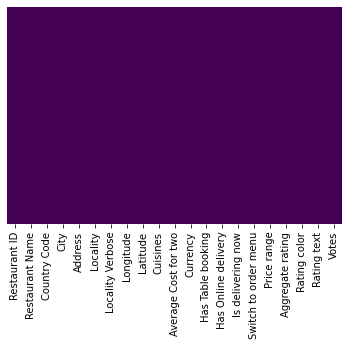 Restaurant ID
Restaurant Name
Country Code
City
Address
Locality
Locality Verbose
Longitude
Latitude
Cuisines
Average Cost for two
Currency
Has Table booking
Has Online delivery
Is delivering now
Switch to order menu
Price range
Aggregate rating
Rating color
Rating text
Votes